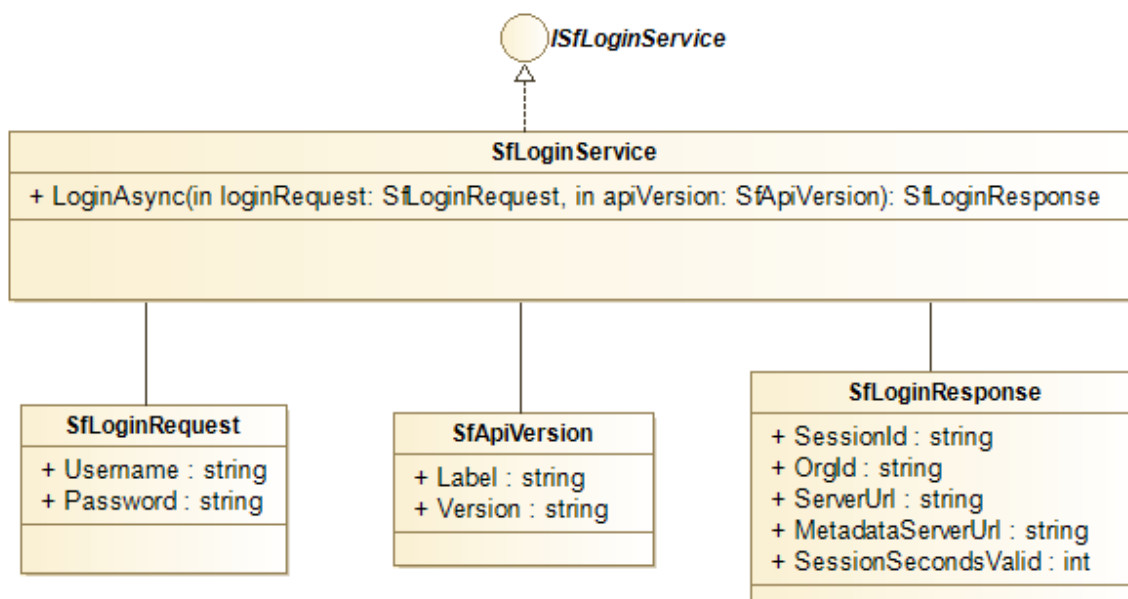 ISfLoginService
SfLoginService
+ LoginAsync(in loginRequest: SfLoginRequest, in apiVersion: SfApiVersion): SfLoginResponse
SfLoginRequest
+ Username : string
+ Password : string
SfApiVersion
+ Label : string
+ Version : string
SfLoginResponse
+ SessionId : string
+ OrgId : string
+ ServerUrl : string
+ MetadataServerUrl : string
+ SessionSecondsValid : int